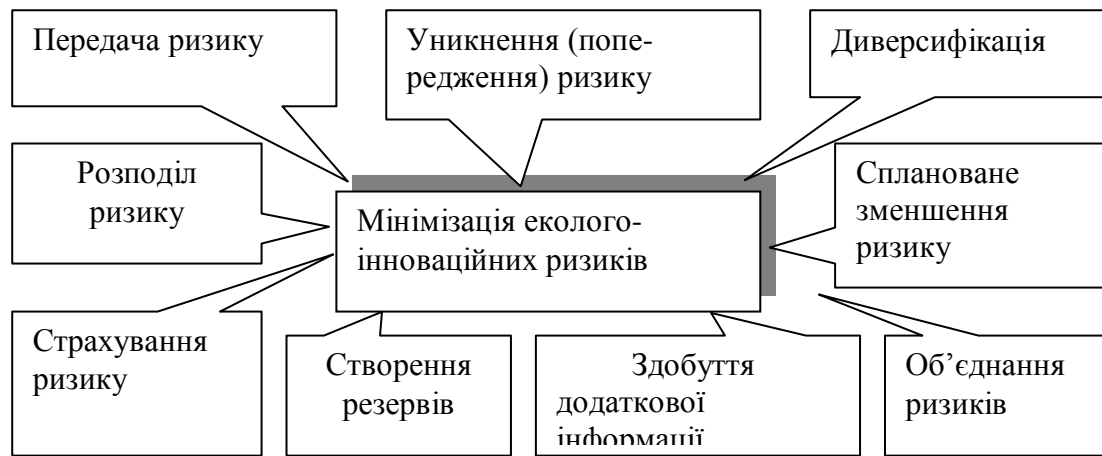 Передача ризику
Уникнення (попе-
редження) ризику
Диверсифікація
Розподіл
ризику
Мінімізація еколого-
інноваційних ризиків
Сплановане
зменшення
ризику
Страхування
ризику
Створення
резервів
Здобуття
додаткової
інформації
Об’єднання
ризиків